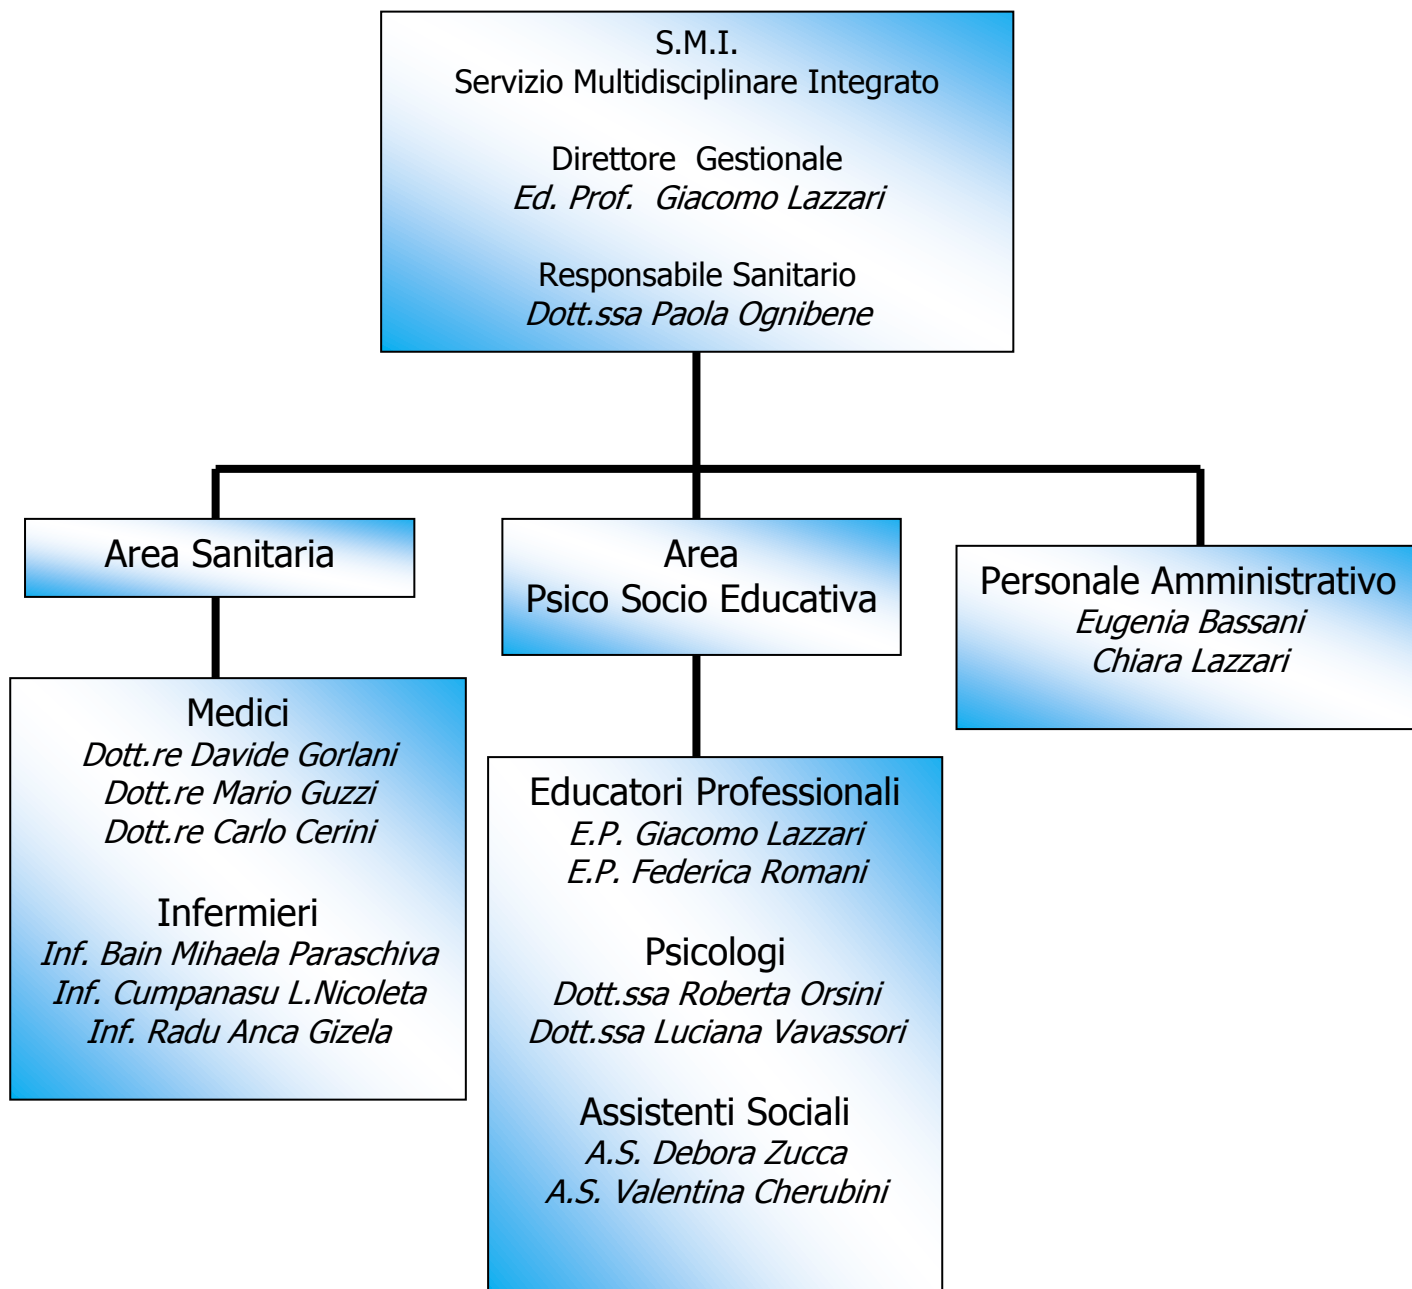 S.M.I.
Servizio Multidisciplinare Integrato
Direttore Gestionale
Ed. Prof. Giacomo Lazzari
Responsabile Sanitario
Dott.ssa Paola Ognibene
Area Sanitaria
Medici
Dott.re Davide Gorlani
Dott.re Mario Guzzi
Dott.re Carlo Cerini
Infermieri
Inf. Bain Mihaela Paraschiva
Inf. Cumpanasu L.Nicoleta
Inf. Radu Anca Gizela
Area
Psico Socio Educativa
Educatori Professionali
E.P. Giacomo Lazzari
E.P. Federica Romani
Psicologi
Dott.ssa Roberta Orsini
Dott.ssa Luciana Vavassori
Assistenti Sociali
A.S. Debora Zucca
A.S. Valentina Cherubini
Personale Amministrativo
Eugenia Bassani
Chiara Lazzari